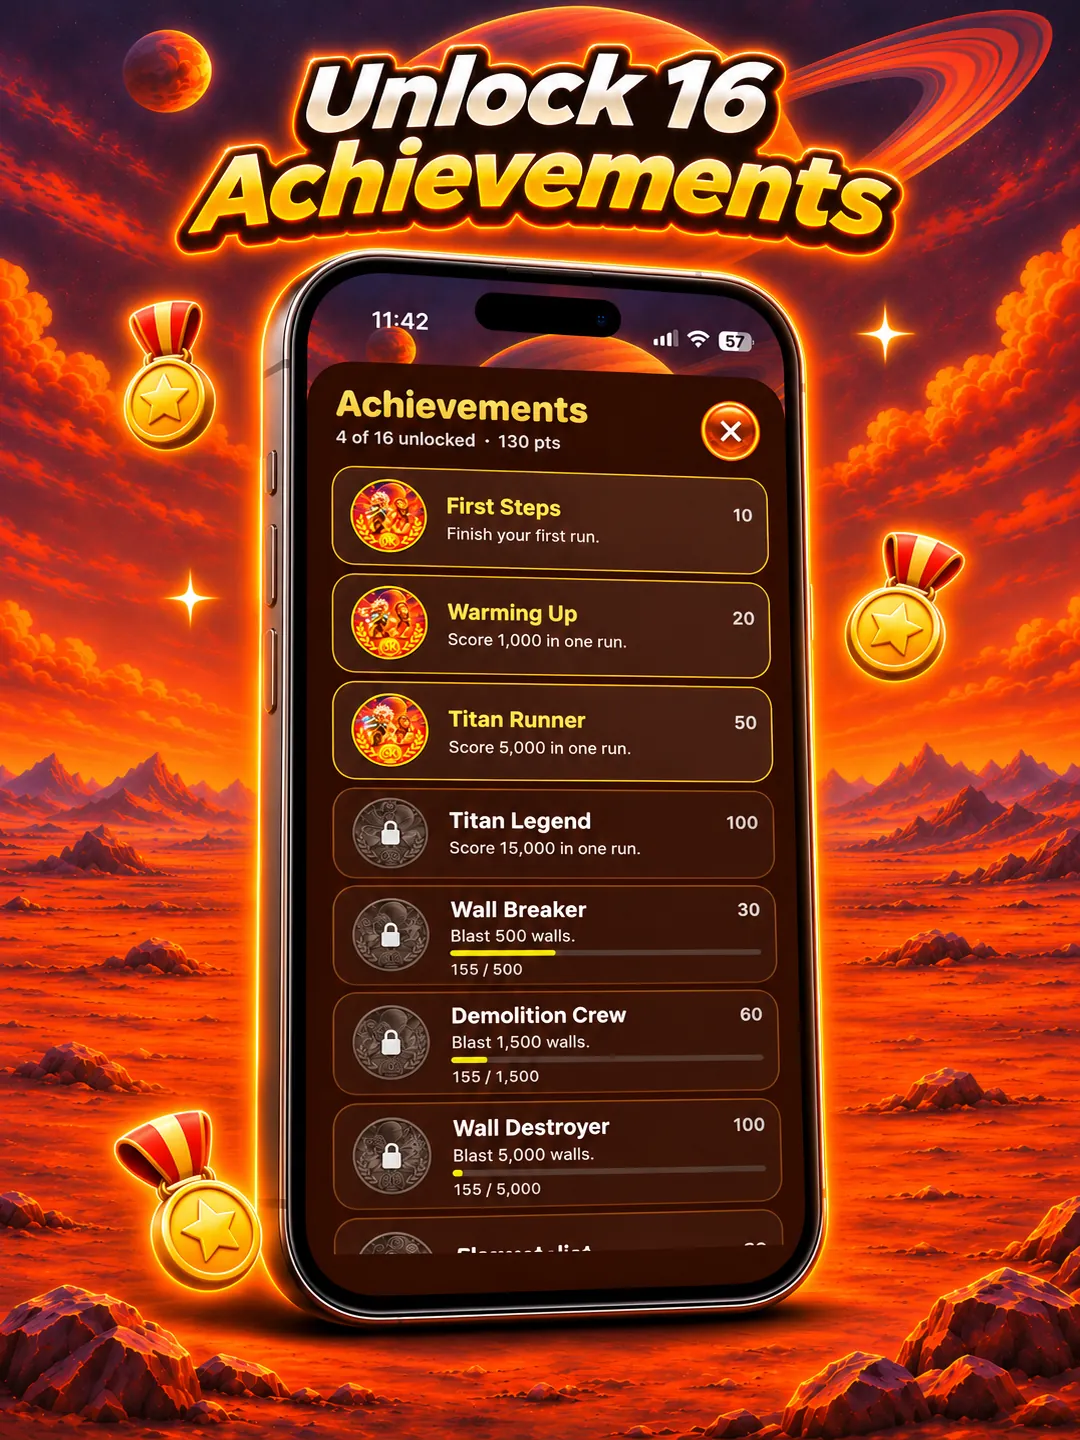 Unlock 16
Achievements
11:42
57
Achievements
4 of 16 unlocked · 130 pts
First Steps
10
Finish your first run.
Warming Up
20
Score 1,000 in one run.
Titan Runner
50
Score 5,000 in one run.
Titan Legend
100
Score 15,000 in one run.
Wall Breaker
30
Blast 500 walls.
155 / 500
Demolition Crew
60
Blast 1,500 walls.
155 / 1,500
Wall Destroyer
100
Blast 5,000 walls.
155 / 5,000